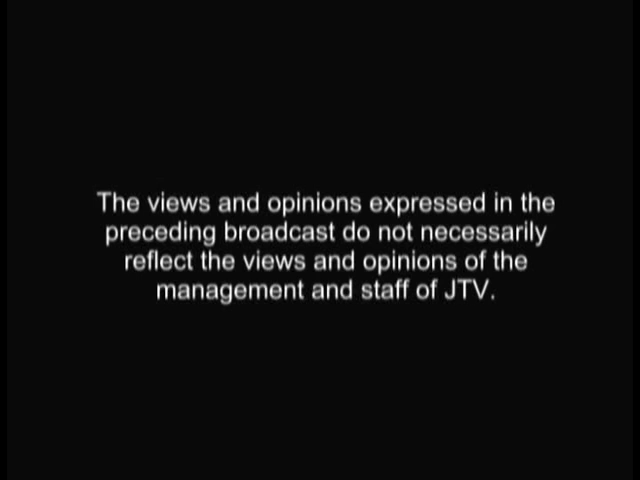 The views and opinions expressed in the
preceding broadcast do not necessarily
reflect the views and opinions of the
management and staff of JTV.